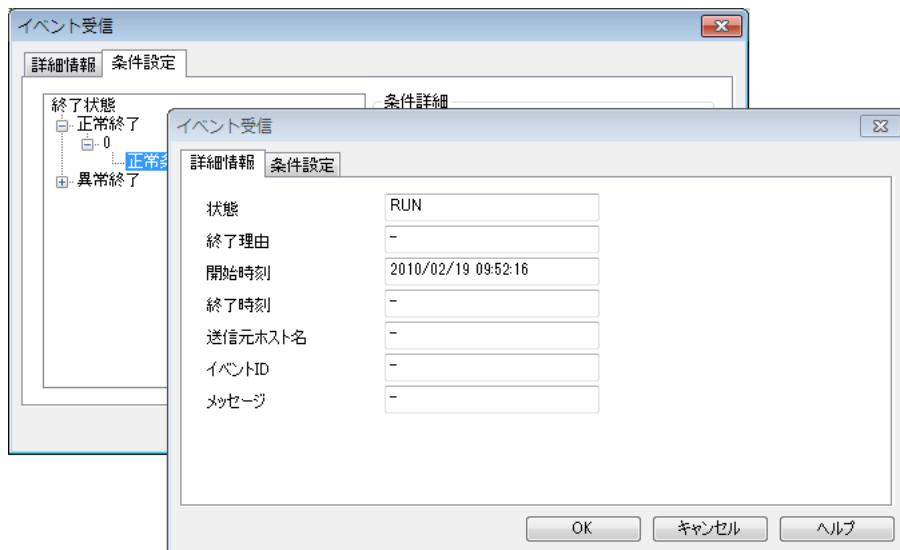 イベント受信
詳細情報 条件設定
終了状態
正常終了
0
異常終了
条件詳細
イベント受信
詳細情報 条件設定
状態 RUN
終了理由 -
開始時刻 2010/02/19 09:52:16
終了時刻 -
送信元ホスト名 -
イベントID -
メッセージ -
OK キャンセル ヘルプ